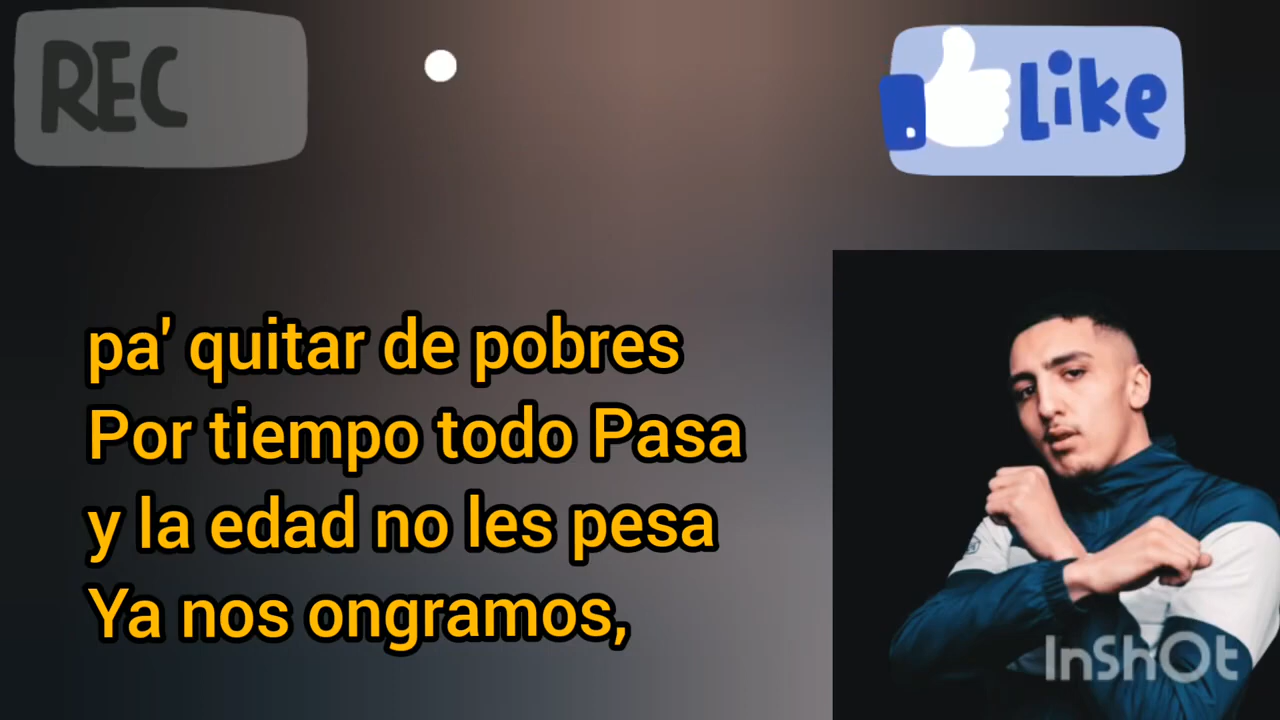 REC
Like
pa' quitar de pobres
Por tiempo todo Pasa
y la edad no les pesa
Ya nos ongramos,
InShOt